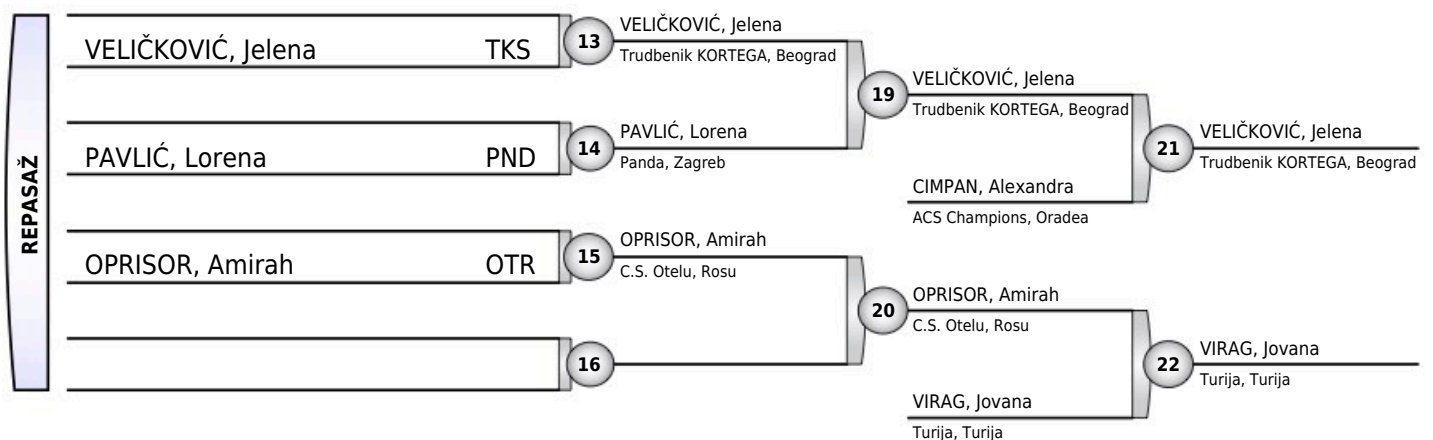 REPASAŽ
VELIČKOVIĆ, Jelena TKS
PAVLIĆ, Lorena PND
OPRISOR, Amirah OTR
13
VELIČKOVIĆ, Jelena
Trudbenik KORTEGA, Beograd
14
PAVLIĆ, Lorena
Panda, Zagreb
15
OPRISOR, Amirah
C.S. Otelu, Rosu
16
19
VELIČKOVIĆ, Jelena
Trudbenik KORTEGA, Beograd
CIMPAN, Alexandra
ACS Champions, Oradea
20
OPRISOR, Amirah
C.S. Otelu, Rosu
VIRAG, Jovana
Turija, Turija
21
VELIČKOVIĆ, Jelena
Trudbenik KORTEGA, Beograd
22
VIRAG, Jovana
Turija, Turija